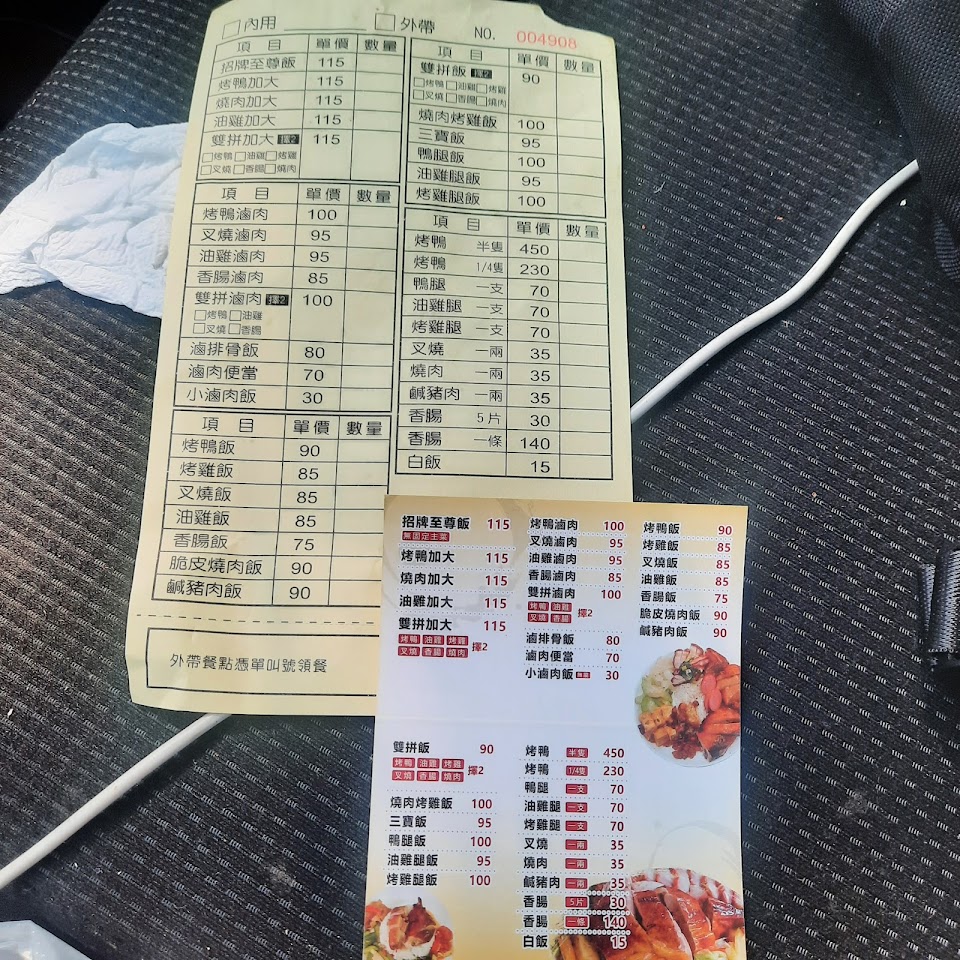 內用 外帶 NO. 004908
項目 單價 數量
招牌至尊飯 115
烤鴨加大 115
燒肉加大 115
油雞加大 115
雙拼加大 擇2 115
烤鴨 油雞 烤雞
叉燒 香腸 燒肉
項目 單價 數量
烤鴨滷肉 100
叉燒滷肉 95
油雞滷肉 95
香腸滷肉 85
雙拼滷肉 擇2 100
烤鴨 油雞
叉燒 香腸
滷排骨飯 80
滷肉便當 70
小滷肉飯 30
項目 單價 數量
烤鴨飯 90
烤雞飯 85
叉燒飯 85
油雞飯 85
香腸飯 75
脆皮燒肉飯 90
鹹豬肉飯 90
項目 單價 數量
雙拼飯 擇2 90
烤鴨 油雞 烤雞
叉燒 香腸 燒肉
燒肉烤雞飯 100
三寶飯 95
鴨腿飯 100
油雞腿飯 95
烤雞腿飯 100
項目 單價 數量
烤鴨 半隻 450
烤鴨 1/4隻 230
鴨腿 一支 70
油雞腿 一支 70
烤雞腿 一支 70
叉燒 一兩 35
燒肉 一兩 35
鹹豬肉 一兩 35
香腸 5片 30
香腸 一條 140
白飯 15
外帶餐點憑單叫號領餐
招牌至尊飯 115
無固定主菜
烤鴨加大 115
燒肉加大 115
油雞加大 115
雙拼加大 115
烤鴨 油雞 烤雞
叉燒 香腸 燒肉 擇2
烤鴨滷肉 100
叉燒滷肉 95
油雞滷肉 95
香腸滷肉 85
雙拼滷肉 100
烤鴨 油雞
叉燒 香腸 擇2
滷排骨飯 80
滷肉便當 70
小滷肉飯 30
烤鴨飯 90
烤雞飯 85
叉燒飯 85
油雞飯 85
香腸飯 75
脆皮燒肉飯 90
鹹豬肉飯 90
雙拼飯 90
烤鴨 油雞 烤雞
叉燒 香腸 燒肉 擇2
燒肉烤雞飯 100
三寶飯 95
鴨腿飯 100
油雞腿飯 95
烤雞腿飯 100
烤鴨 半隻 450
烤鴨 1/4隻 230
鴨腿 一支 70
油雞腿 一支 70
烤雞腿 一支 70
叉燒 一兩 35
燒肉 一兩 35
鹹豬肉 一兩 35
香腸 5片 30
香腸 一條 140
白飯 15